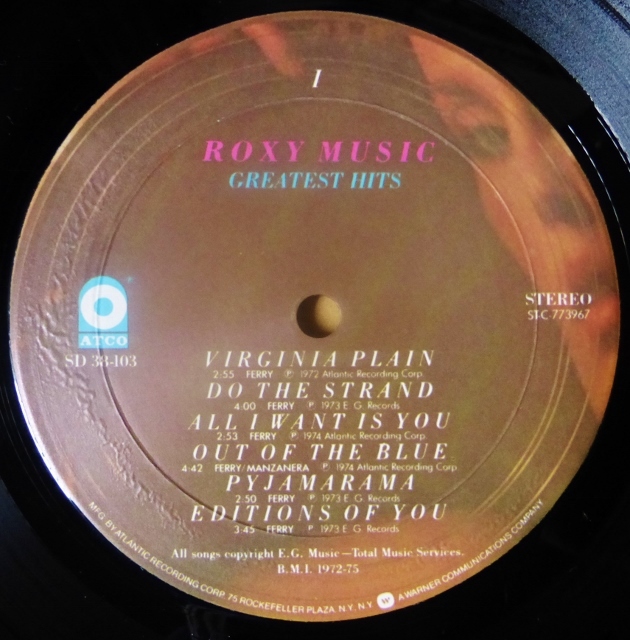 I
ROXY MUSIC
GREATEST HITS
ATCO
SD 38-103
STEREO
ST-C-773967
VIRGINIA PLAIN
2:55 FERRY ℗ 1972 Atlantic Recording Corp.
DO THE STRAND
4:00 FERRY ℗ 1973 E.G. Records
ALL I WANT IS YOU
2:53 FERRY ℗ 1974 Atlantic Recording Corp.
OUT OF THE BLUE
4:42 FERRY/MANZANERA ℗ 1974 Atlantic Recording Corp.
PYJAMARAMA
2:50 FERRY ℗ 1973 E.G. Records
EDITIONS OF YOU
3:45 FERRY ℗ 1973 E.G. Records
All songs copyright E.G. Music—Total Music Services.
B.M.I. 1972-75
MFG. BY ATLANTIC RECORDING CORP. 75 ROCKEFELLER PLAZA. N.Y. N.Y. W A WARNER COMMUNICATIONS COMPANY